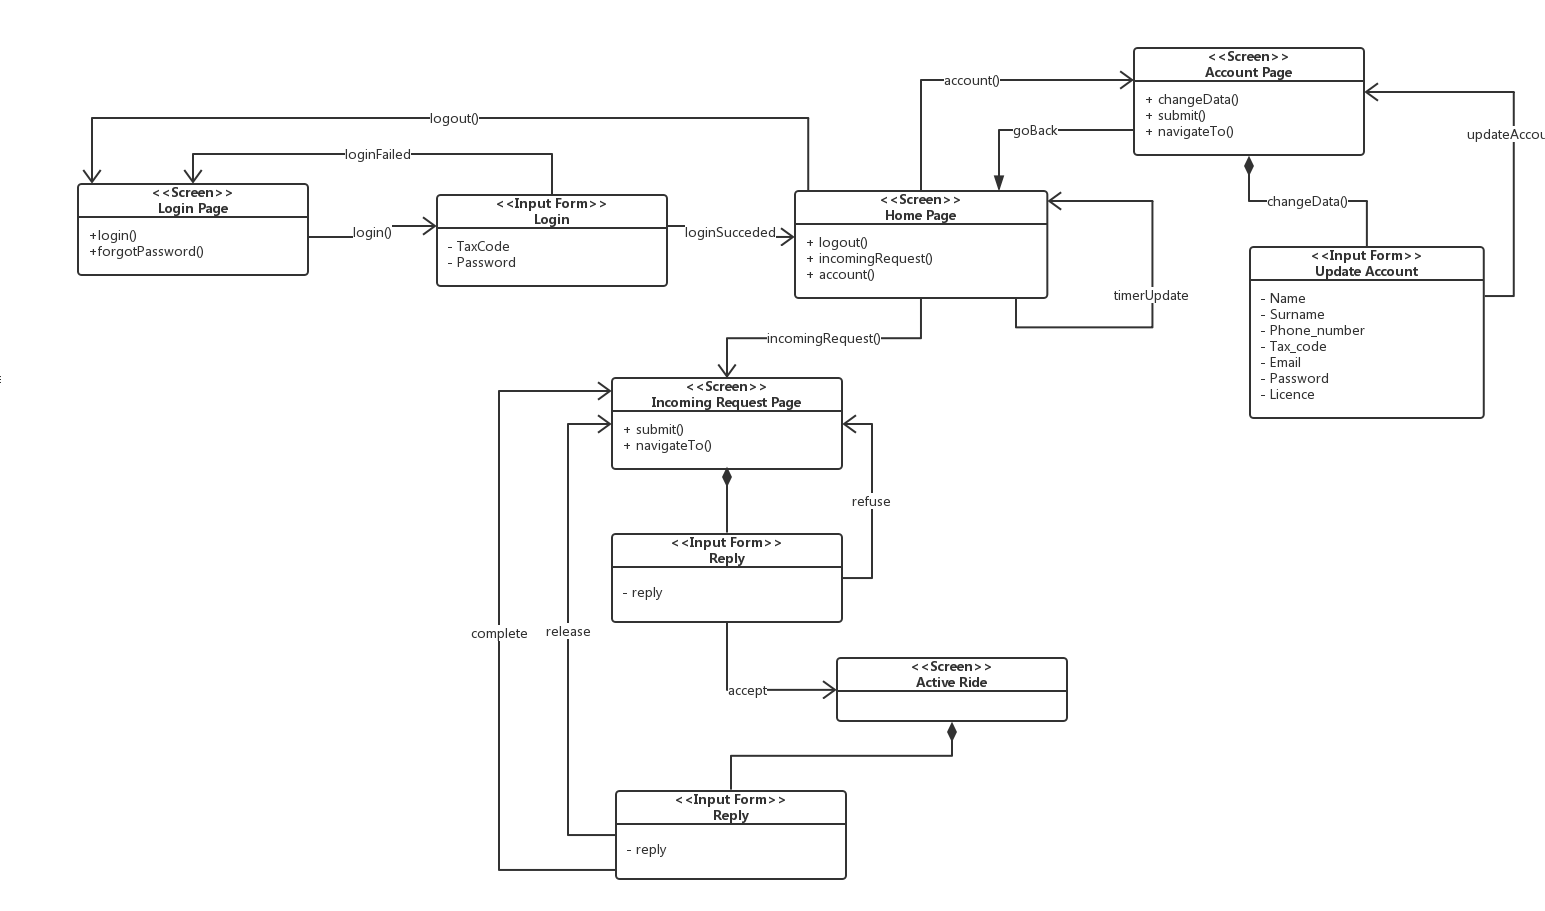 <<Screen>>
Account Page
+ changeData()
+ submit()
+ navigateTo()
account()
goBack
logout()
loginFailed
updateAccou
<<Screen>>
Login Page
+login()
+forgotPassword()
login()
<<Input Form>>
Login
- TaxCode
- Password
loginSucceded
<<Screen>>
Home Page
+ logout()
+ incomingRequest()
+ account()
timerUpdate
changeData()
<<Input Form>>
Update Account
- Name
- Surname
- Phone_number
- Tax_code
- Email
- Password
- Licence
incomingRequest()
<<Screen>>
Incoming Request Page
+ submit()
+ navigateTo()
refuse
<<Input Form>>
Reply
- reply
complete
release
accept
<<Screen>>
Active Ride
<<Input Form>>
Reply
- reply